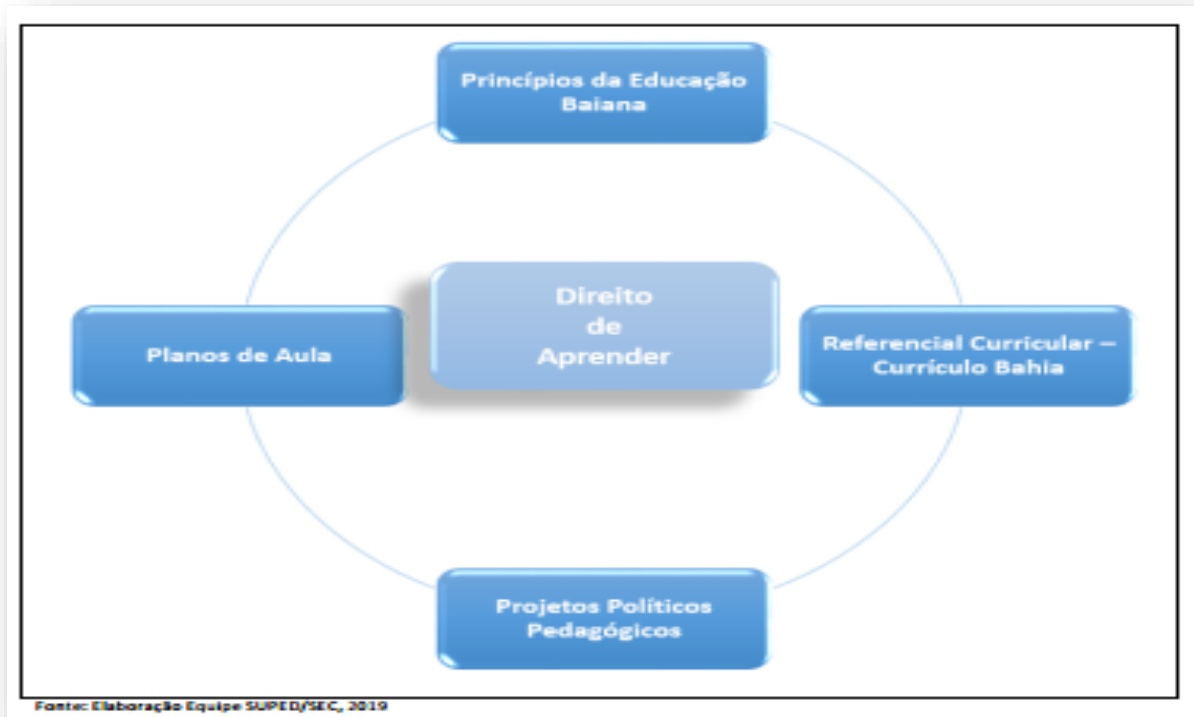 Princípios da Educação
Baiana
Direito
de
Aprender
Planos de Aula
Referencial Curricular –
Currículo Bahia
Projetos Políticos
Pedagógicos
Fonte: Elaboração Equipe SUPED/SEC, 2019